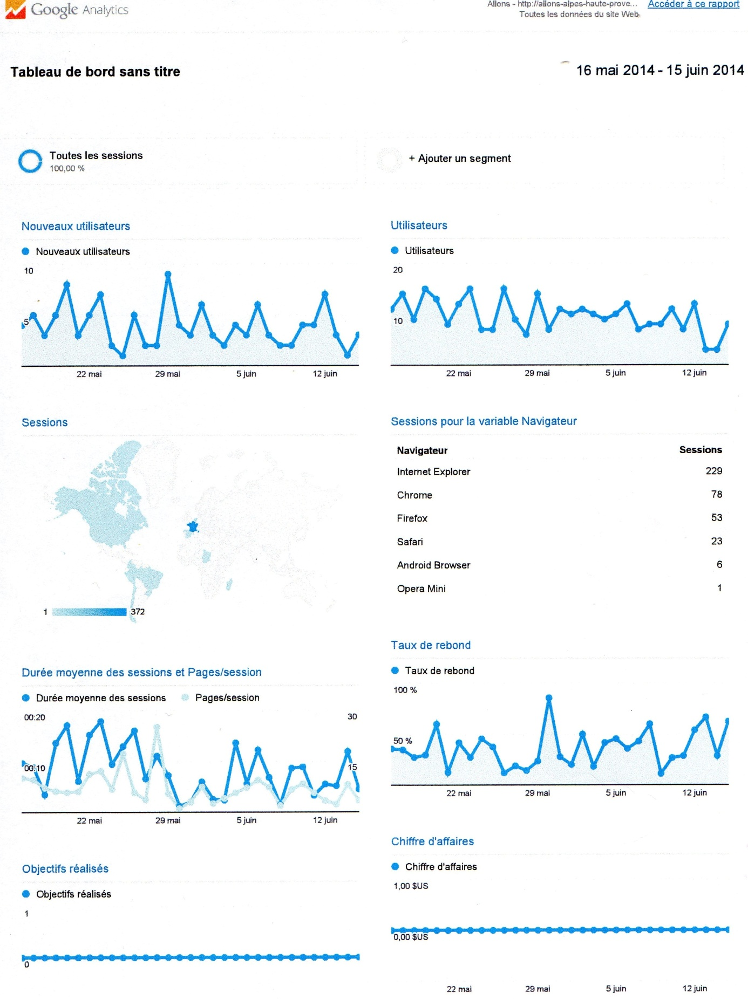 Google Analytics
Allons - http://allons-alpes-haute-prove... Accéder à ce rapport
Toutes les données du site Web
Tableau de bord sans titre
16 mai 2014 - 15 juin 2014
Toutes les sessions
100,00 %
+ Ajouter un segment
Nouveaux utilisateurs
Nouveaux utilisateurs
10
5
22 mai 29 mai 5 juin 12 juin
Utilisateurs
Utilisateurs
20
10
22 mai 29 mai 5 juin 12 juin
Sessions
1 372
Sessions pour la variable Navigateur
Navigateur Sessions
Internet Explorer 229
Chrome 78
Firefox 53
Safari 23
Android Browser 6
Opera Mini 1
Durée moyenne des sessions et Pages/session
Durée moyenne des sessions Pages/session
00:20 30
00:10 15
22 mai 29 mai 5 juin 12 juin
Taux de rebond
Taux de rebond
100 %
50 %
22 mai 29 mai 5 juin 12 juin
Objectifs réalisés
Objectifs réalisés
1
0
Chiffre d'affaires
Chiffre d'affaires
1,00 $US
0,00 $US
22 mai 29 mai 5 juin 12 juin